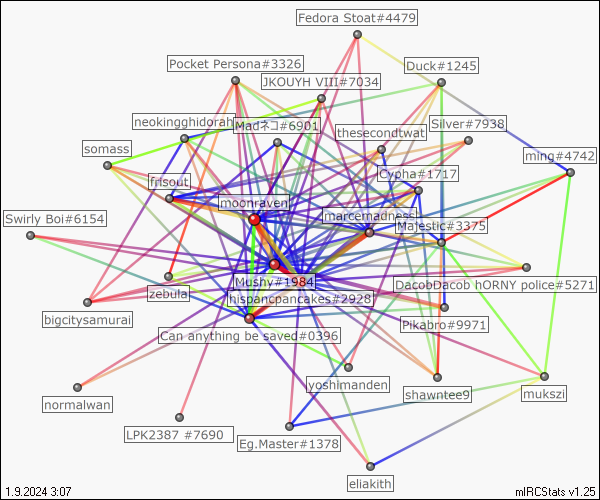 Fedora Stoat#4479
Pocket Persona#3326
Duck#1245
JKOUYH VIII#7034
neokingghidorah
Madネコ#6901
thesecondtwat
Silver#7938
somass
ming#4742
frisout
Cypha#1717
moonraven
marcemadness
Swirly Boi#6154
Majestic#3375
Mushy#1984
DacobDacob hORNY police#5271
zebula
hispancpancakes#2928
bigcitysamurai
Pikabro#9971
Can anything be saved#0396
yoshimanden
shawntee9
mukszi
normalwan
LPK2387 #7690
Eg.Master#1378
eliakith
1.9.2024 3:07
mIRCStats v1.25